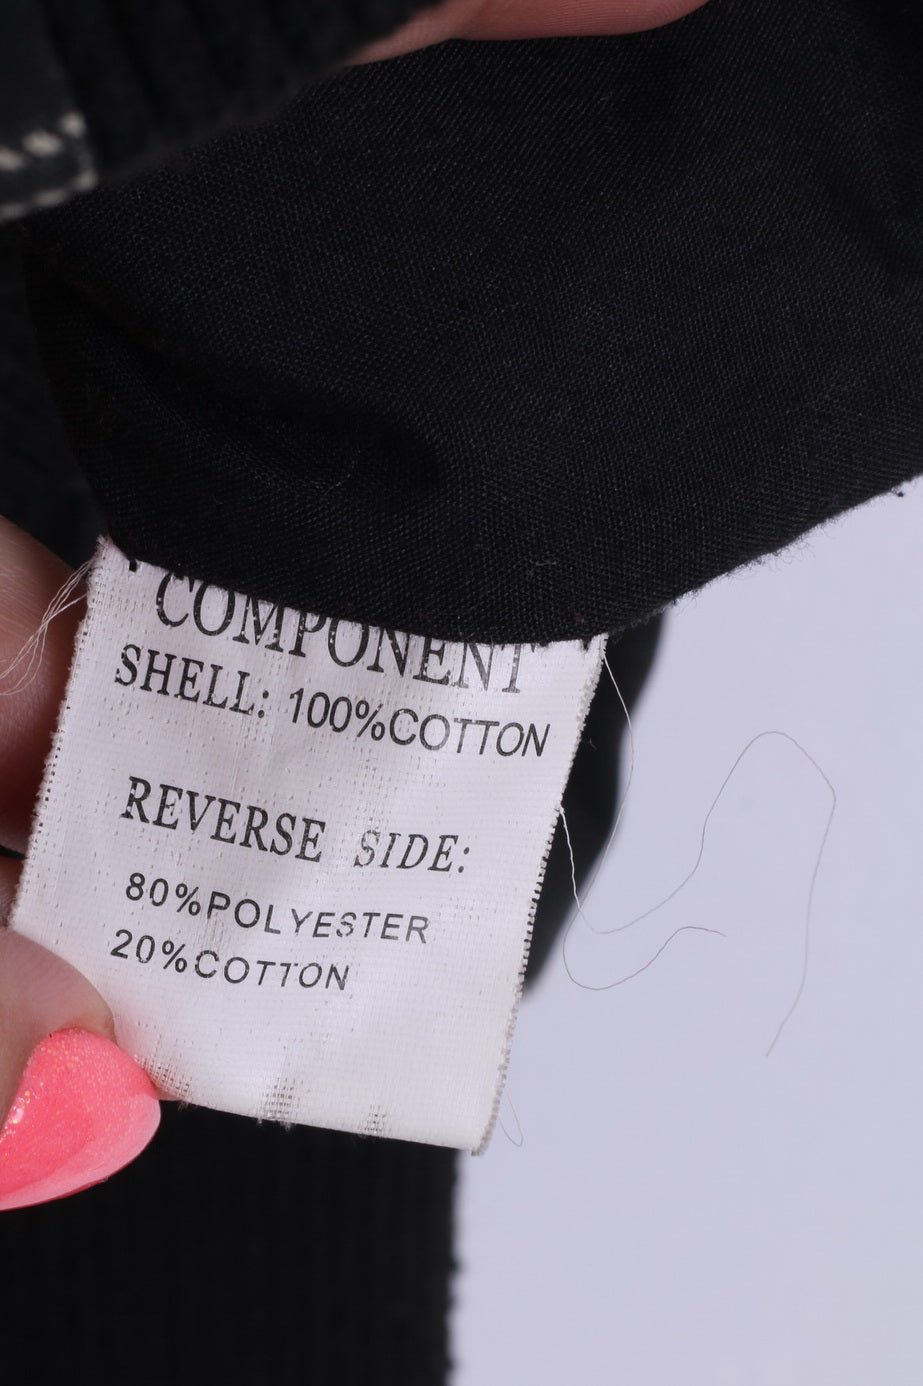 COMPONENT
SHELL: 100%COTTON
REVERSE SIDE:
80%POLYESTER
20%COTTON